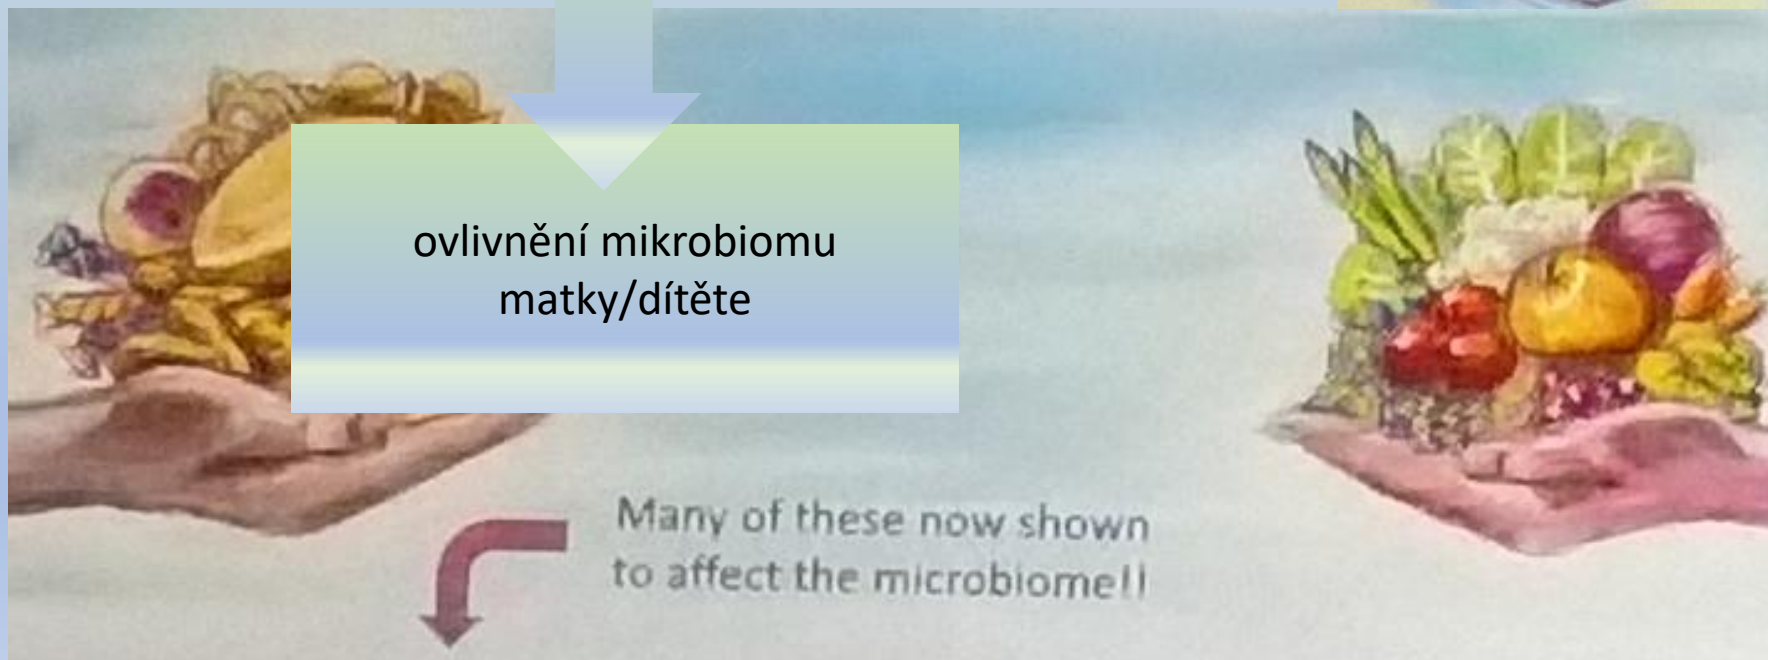 ovlivnění mikrobiomu
matky/dítěte
Many of these now shown
to affect the microbiome!!